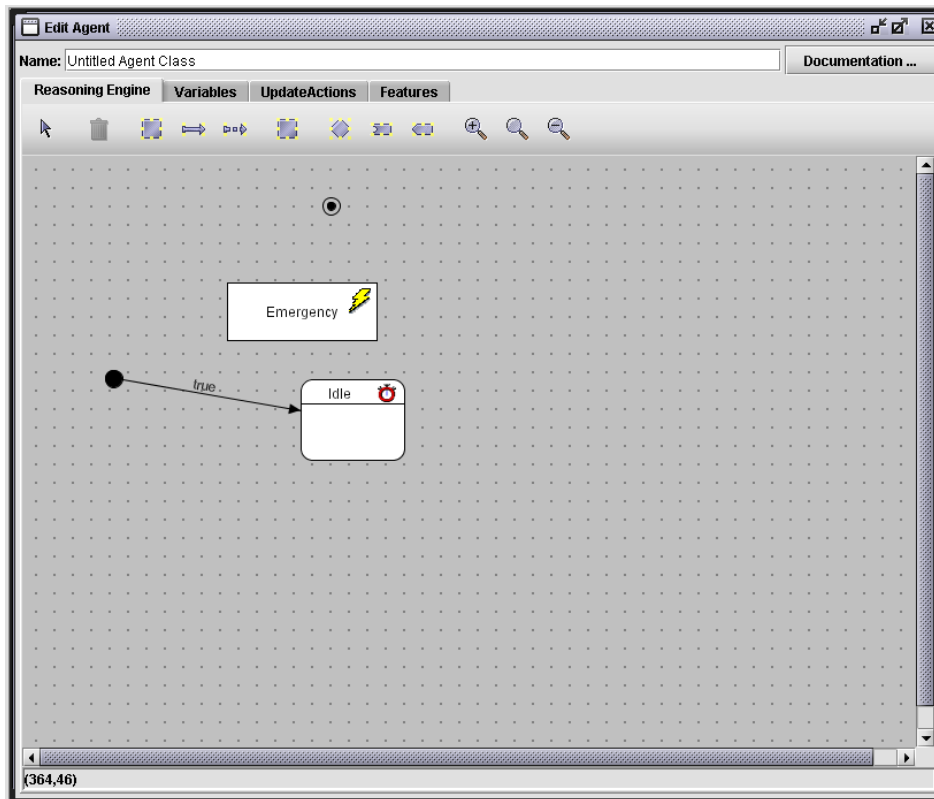 Edit Agent
Name: Untitled Agent Class Documentation ...
Reasoning Engine Variables UpdateActions Features
Emergency
true
Idle
(364,46)